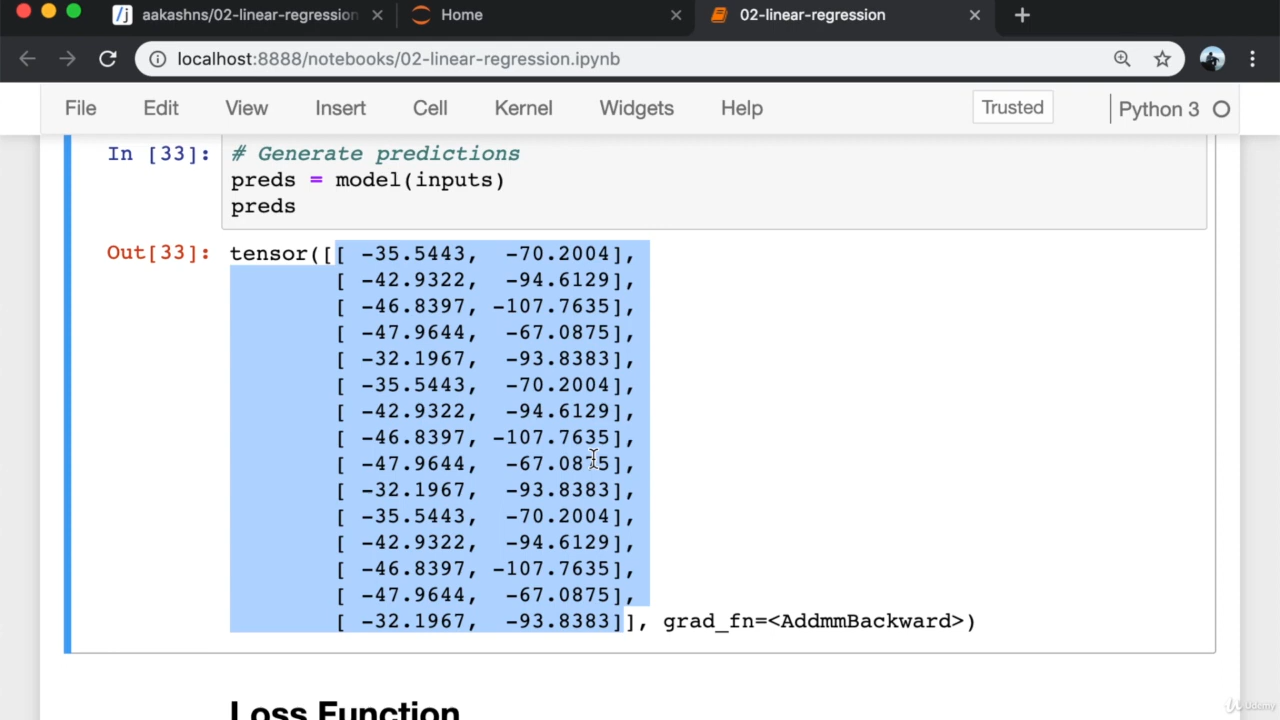 aakashns/02-linear-regression
Home
02-linear-regression
localhost:8888/notebooks/02-linear-regression.ipynb
File Edit View Insert Cell Kernel Widgets Help Trusted Python 3
In [33]: # Generate predictions
preds = model(inputs)
preds
Out[33]: tensor([[ -35.5443, -70.2004],
[ -42.9322, -94.6129],
[ -46.8397, -107.7635],
[ -47.9644, -67.0875],
[ -32.1967, -93.8383],
[ -35.5443, -70.2004],
[ -42.9322, -94.6129],
[ -46.8397, -107.7635],
[ -47.9644, -67.0875],
[ -32.1967, -93.8383],
[ -35.5443, -70.2004],
[ -42.9322, -94.6129],
[ -46.8397, -107.7635],
[ -47.9644, -67.0875],
[ -32.1967, -93.8383]], grad_fn=<AddmmBackward>)
Loss Function
Udemy